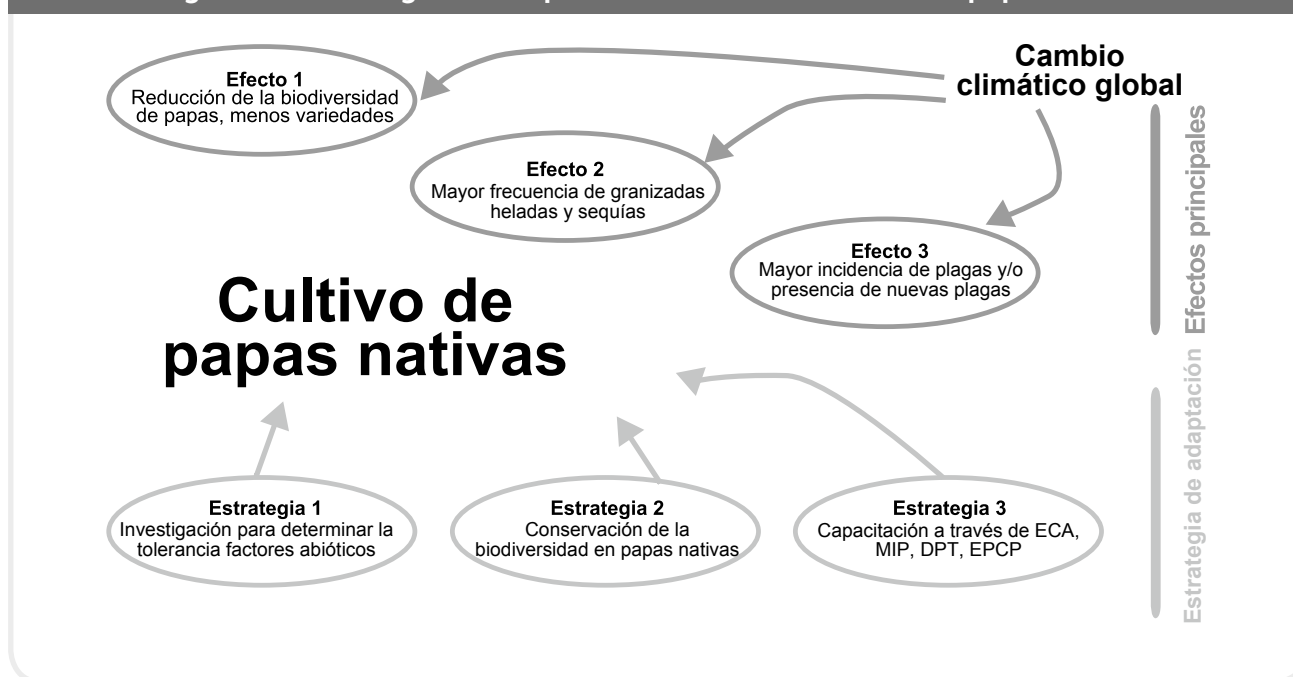 Cambio
climático global
Efecto 1
Reducción de la biodiversidad
de papas, menos variedades
Efecto 2
Mayor frecuencia de granizadas
heladas y sequías
Efecto 3
Mayor incidencia de plagas y/o
presencia de nuevas plagas
Efectos principales
Cultivo de
papas nativas
Estrategia 1
Investigación para determinar la
tolerancia factores abióticos
Estrategia 2
Conservación de la
biodiversidad en papas nativas
Estrategia 3
Capacitación a través de ECA,
MIP, DPT, EPCP
Estrategia de adaptación